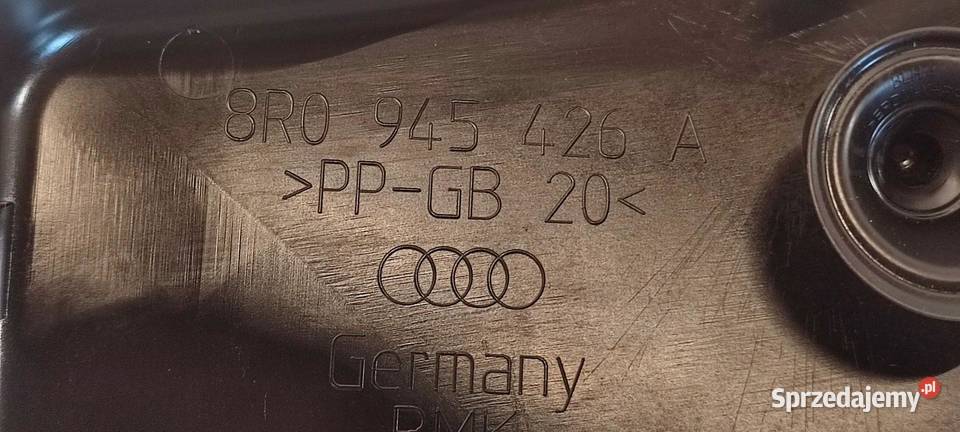 8R0 945 426 A
>PP-GB 20<
Germany
Sprzedajemy.pl